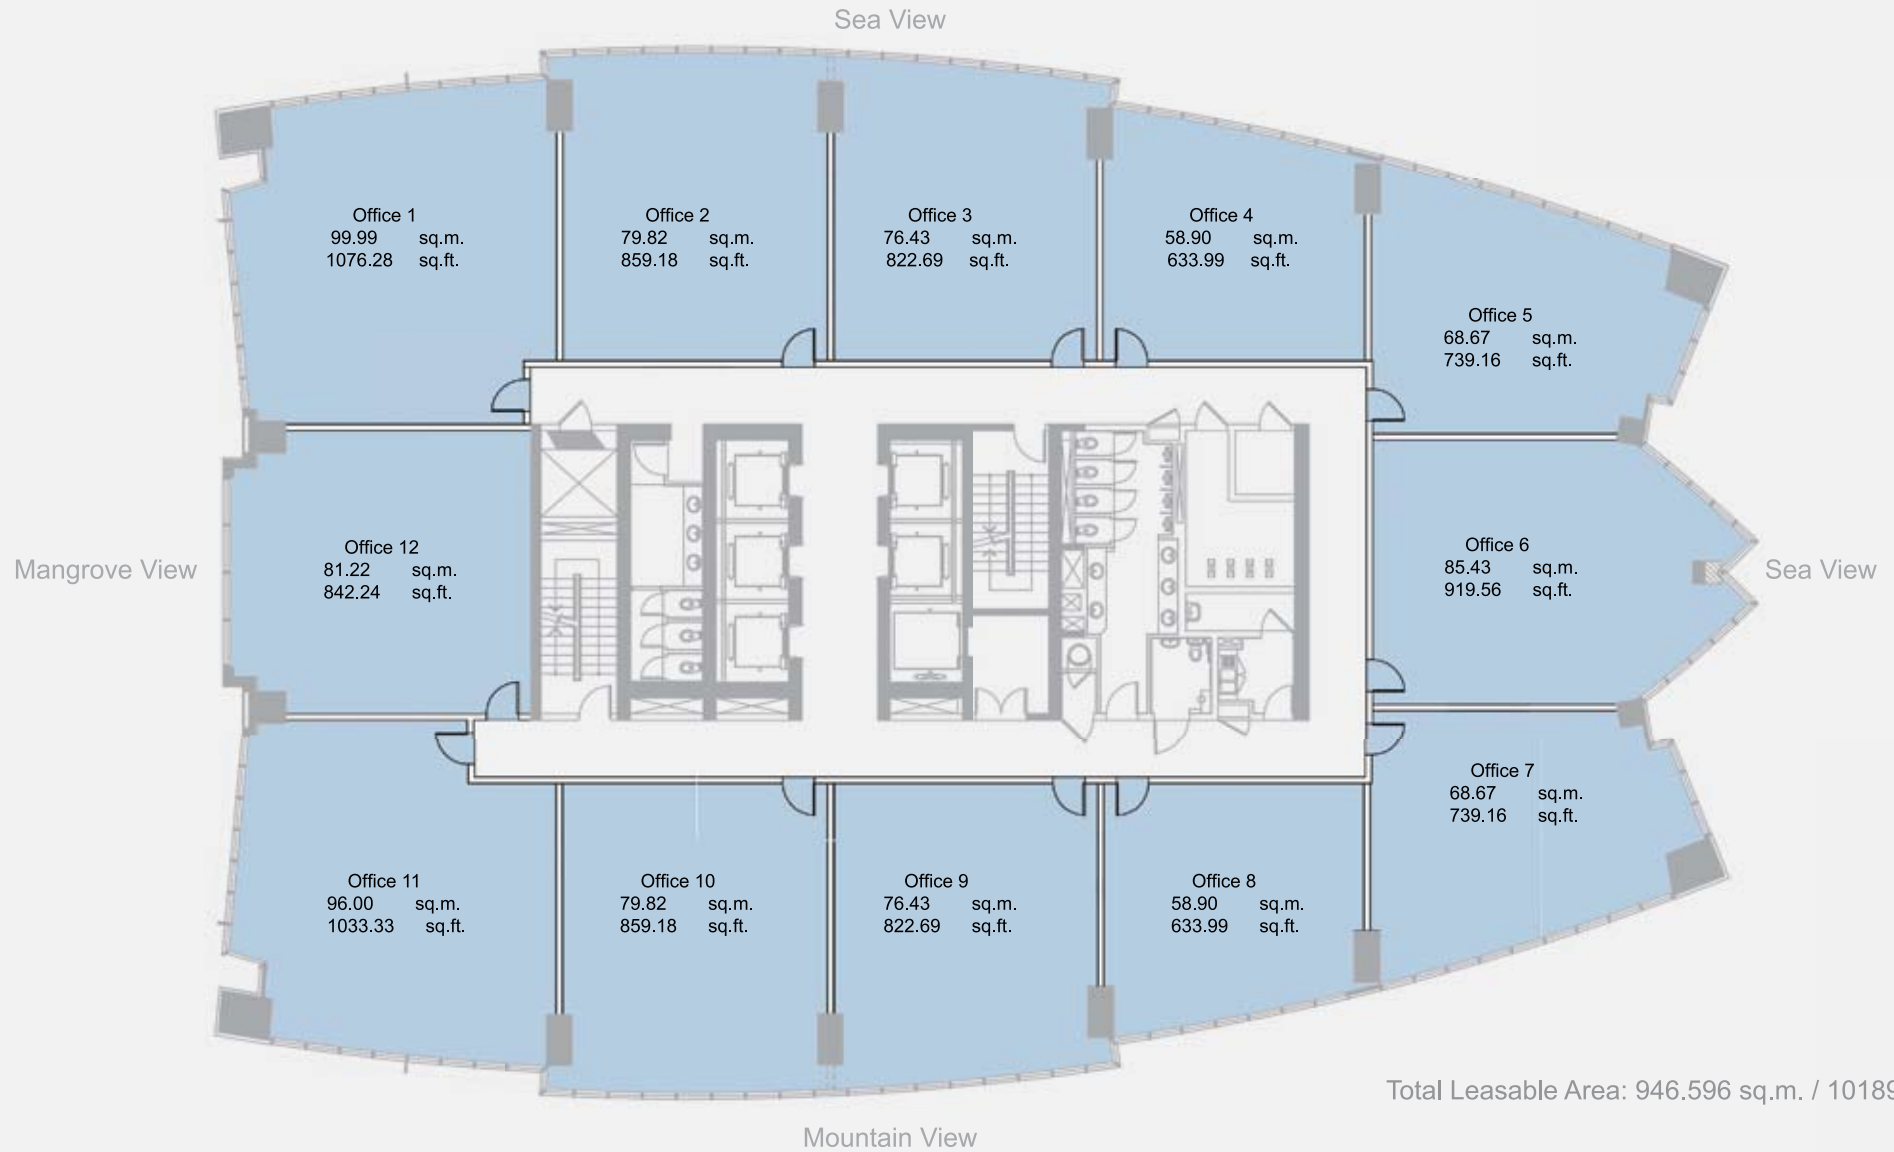 Sea View
Office 1
99.99 sq.m.
1076.28 sq.ft.
Office 2
79.82 sq.m.
859.18 sq.ft.
Office 3
76.43 sq.m.
822.69 sq.ft.
Office 4
58.90 sq.m.
633.99 sq.ft.
Office 5
68.67 sq.m.
739.16 sq.ft.
Mangrove View
Office 12
81.22 sq.m.
842.24 sq.ft.
Office 6
85.43 sq.m.
919.56 sq.ft.
Sea View
Office 11
96.00 sq.m.
1033.33 sq.ft.
Office 10
79.82 sq.m.
859.18 sq.ft.
Office 9
76.43 sq.m.
822.69 sq.ft.
Office 8
58.90 sq.m.
633.99 sq.ft.
Office 7
68.67 sq.m.
739.16 sq.ft.
Total Leasable Area: 946.596 sq.m. / 10189
Mountain View